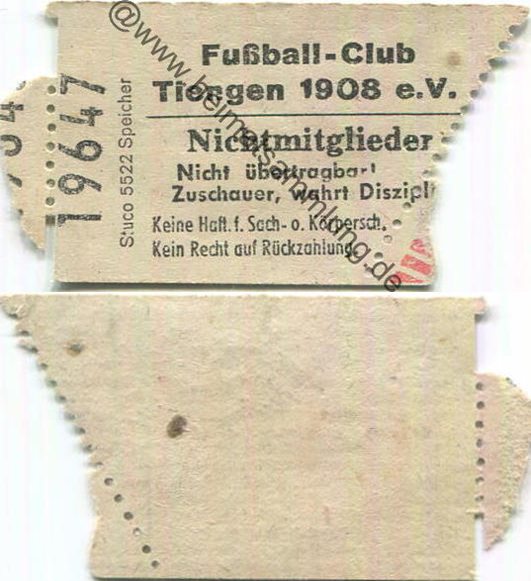 Fußball-Club
Tiengen 1908 e.V.
Nichtmitglieder
Nicht übertragbar!
Zuschauer, wahrt Diszipli
Keine Haft. f. Sach- o. Körpersch.
Kein Recht auf Rückzahlung.
Stuco 5522 Speicher
19647
@www.heimatsammlung.de